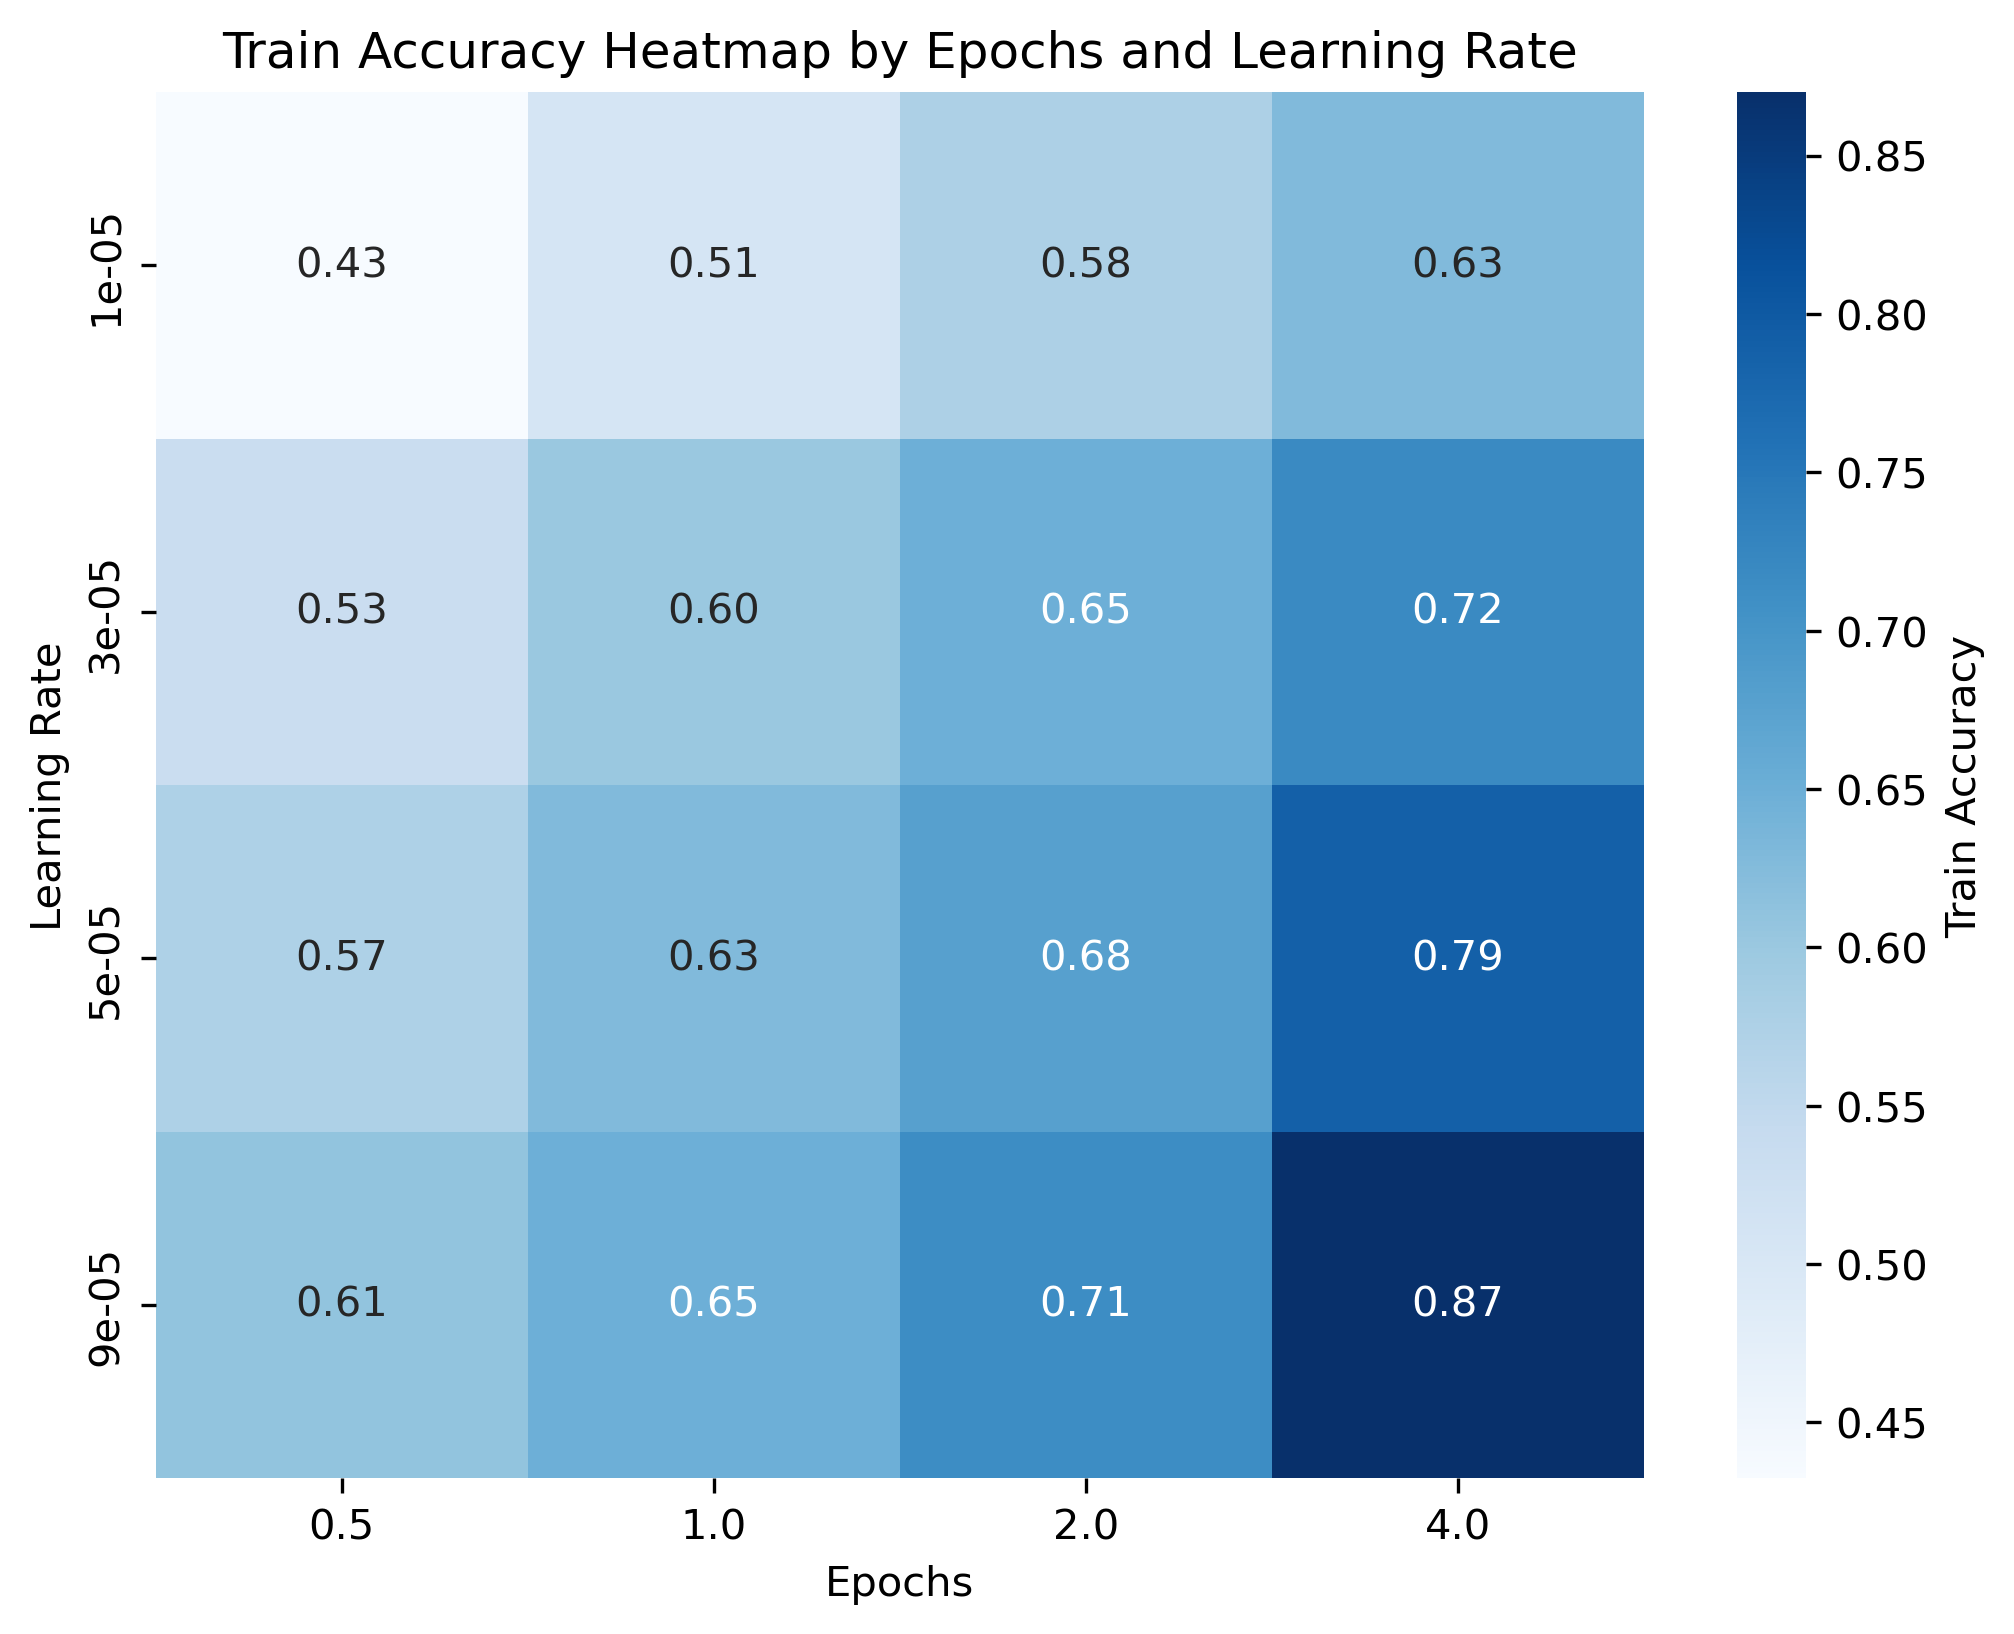 Train Accuracy Heatmap by Epochs and Learning Rate
Learning Rate
1e-05
0.43 0.51 0.58 0.63
3e-05
0.53 0.60 0.65 0.72
5e-05
0.57 0.63 0.68 0.79
9e-05
0.61 0.65 0.71 0.87
0.5 1.0 2.0 4.0
Epochs
0.85
0.80
0.75
0.70
0.65
0.60
0.55
0.50
0.45
Train Accuracy